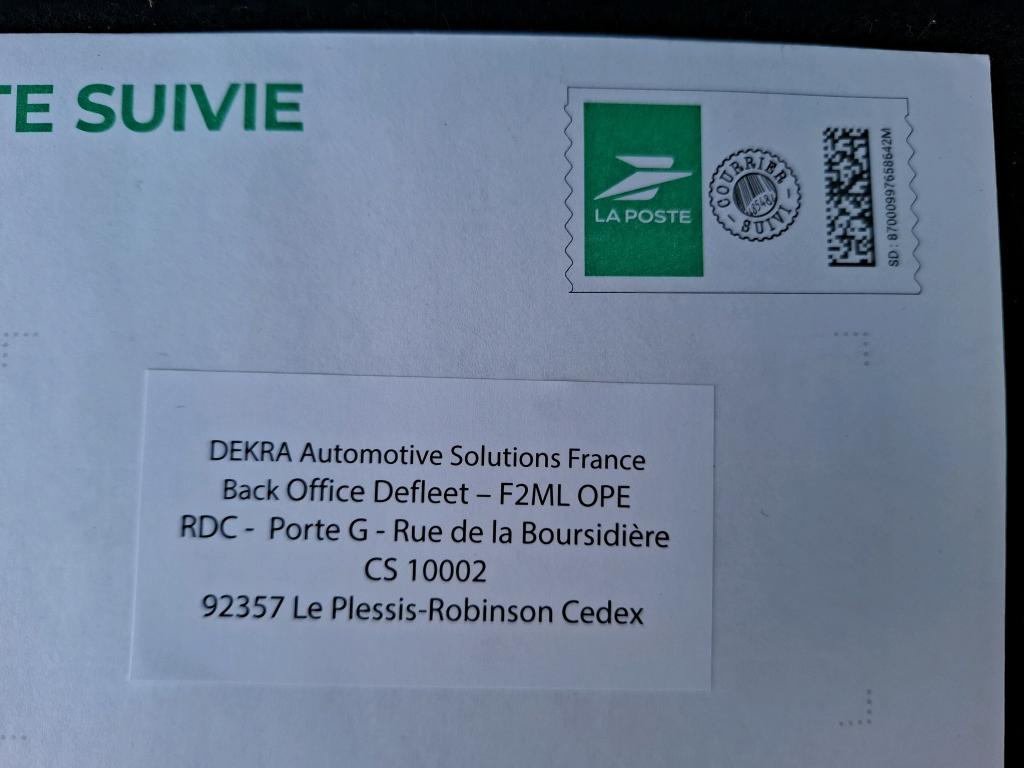 TE SUIVIE
LA POSTE
COURRIER
SUIVI
SD : 87000997658642M
DEKRA Automotive Solutions France
Back Office Defleet – F2ML OPE
RDC - Porte G - Rue de la Boursidière
CS 10002
92357 Le Plessis-Robinson Cedex